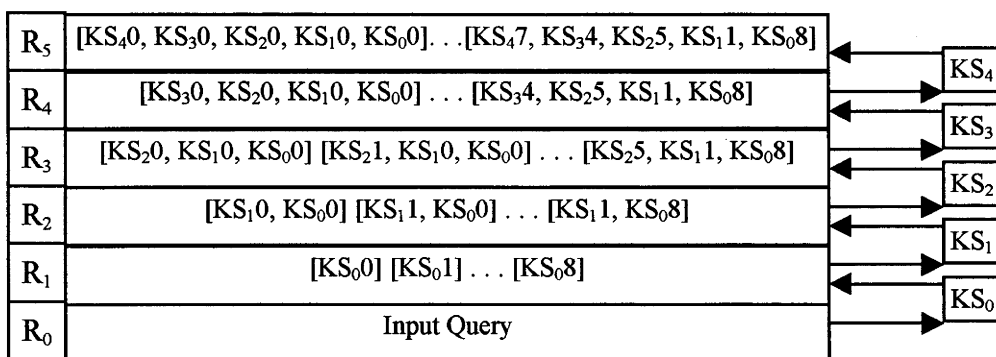 R₅ [KS₄0, KS₃0, KS₂0, KS₁0, KS₀0]. . .[KS₄7, KS₃4, KS₂5, KS₁1, KS₀8]
KS₄
R₄ [KS₃0, KS₂0, KS₁0, KS₀0] . . . [KS₃4, KS₂5, KS₁1, KS₀8]
KS₃
R₃ [KS₂0, KS₁0, KS₀0] [KS₂1, KS₁0, KS₀0] . . . [KS₂5, KS₁1, KS₀8]
KS₂
R₂ [KS₁0, KS₀0] [KS₁1, KS₀0] . . . [KS₁1, KS₀8]
KS₁
R₁ [KS₀0] [KS₀1] . . . [KS₀8]
KS₀
R₀ Input Query